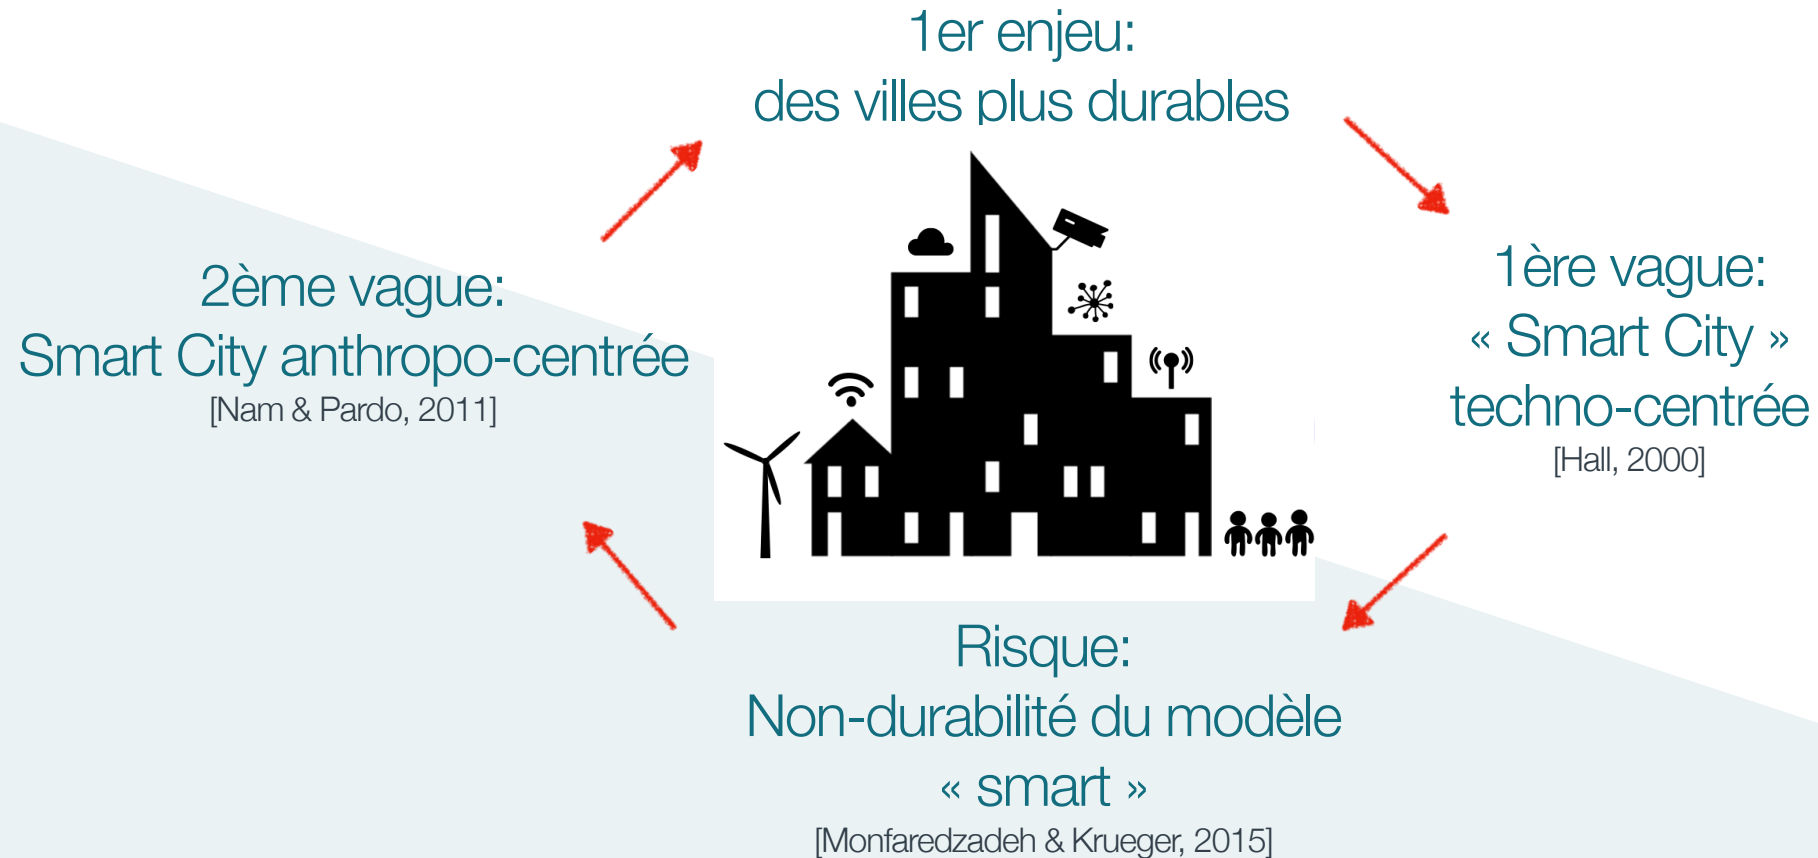 1er enjeu:
des villes plus durables
1ère vague:
« Smart City »
techno-centrée
[Hall, 2000]
Risque:
Non-durabilité du modèle
« smart »
[Monfaredzadeh & Krueger, 2015]
2ème vague:
Smart City anthropo-centrée
[Nam & Pardo, 2011]